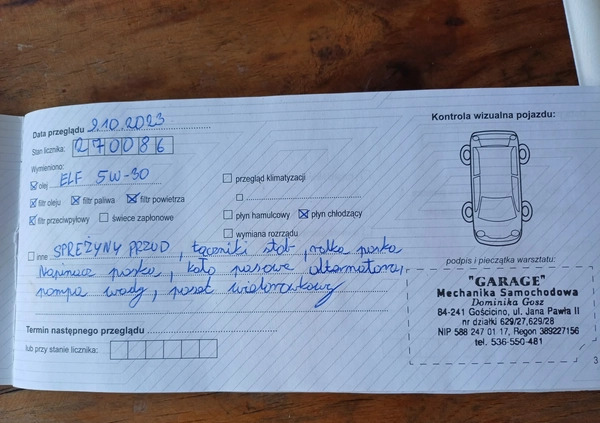 Data przeglądu 9.10.2023
Kontrola wizualna pojazdu:
Stan licznika: 270086
Wymieniono:
olej ELF 5W-30
przegląd klimatyzacji
filtr oleju filtr paliwa filtr powietrza
filtr przeciwpyłowy świece zapłonowe płyn hamulcowy płyn chłodzący
wymiana rozrządu
inne SPRĘŻYNY PRZÓD, łączniki stab, rolka paska
Napinacz paska, koło pasowe alternatora,
pompa wody, pasek wielorowkowy
podpis i pieczątka warsztatu:
"GARAGE"
Mechanika Samochodowa
Dominika Gosz
84-241 Gościcino, ul. Jana Pawła II
nr działki 629/27,629/28
NIP 588 247 01 17, Regon 389227156
tel. 536-550-481
Termin następnego przeglądu
lub przy stanie licznika:
3